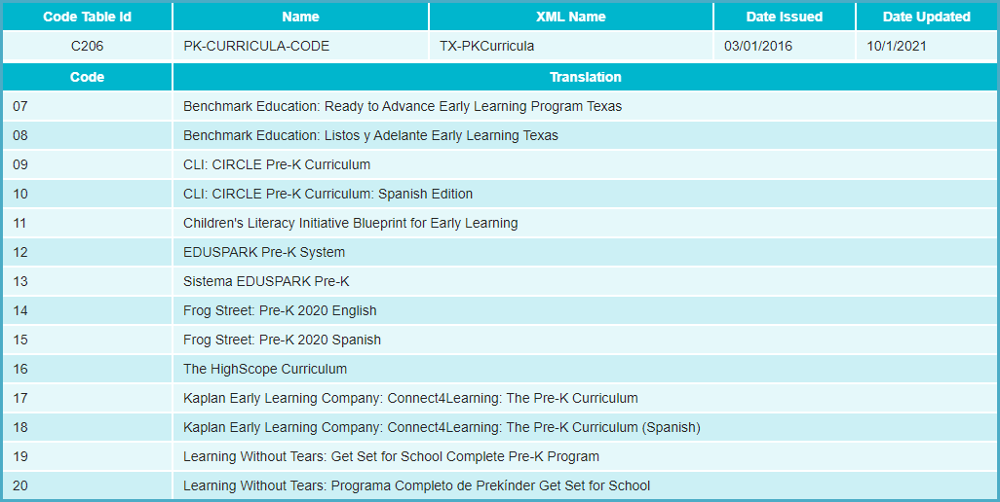 Code Table Id Name XML Name Date Issued Date Updated
C206 PK-CURRICULA-CODE TX-PKCurricula 03/01/2016 10/1/2021
Code Translation
07 Benchmark Education: Ready to Advance Early Learning Program Texas
08 Benchmark Education: Listos y Adelante Early Learning Texas
09 CLI: CIRCLE Pre-K Curriculum
10 CLI: CIRCLE Pre-K Curriculum: Spanish Edition
11 Children's Literacy Initiative Blueprint for Early Learning
12 EDUSPARK Pre-K System
13 Sistema EDUSPARK Pre-K
14 Frog Street: Pre-K 2020 English
15 Frog Street: Pre-K 2020 Spanish
16 The HighScope Curriculum
17 Kaplan Early Learning Company: Connect4Learning: The Pre-K Curriculum
18 Kaplan Early Learning Company: Connect4Learning: The Pre-K Curriculum (Spanish)
19 Learning Without Tears: Get Set for School Complete Pre-K Program
20 Learning Without Tears: Programa Completo de Prekínder Get Set for School